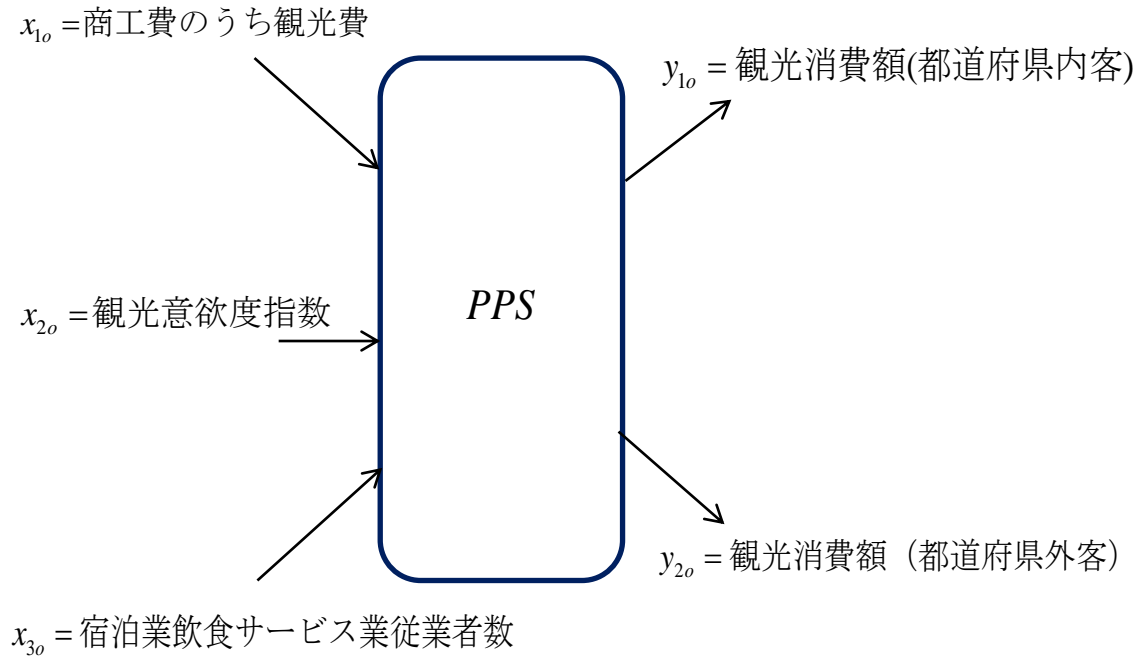 x₁ₒ =商工費のうち観光費
y₁ₒ = 観光消費額(都道府県内客)
x₂ₒ =観光意欲度指数
PPS
y₂ₒ = 観光消費額（都道府県外客）
x₃ₒ = 宿泊業飲食サービス業従業者数